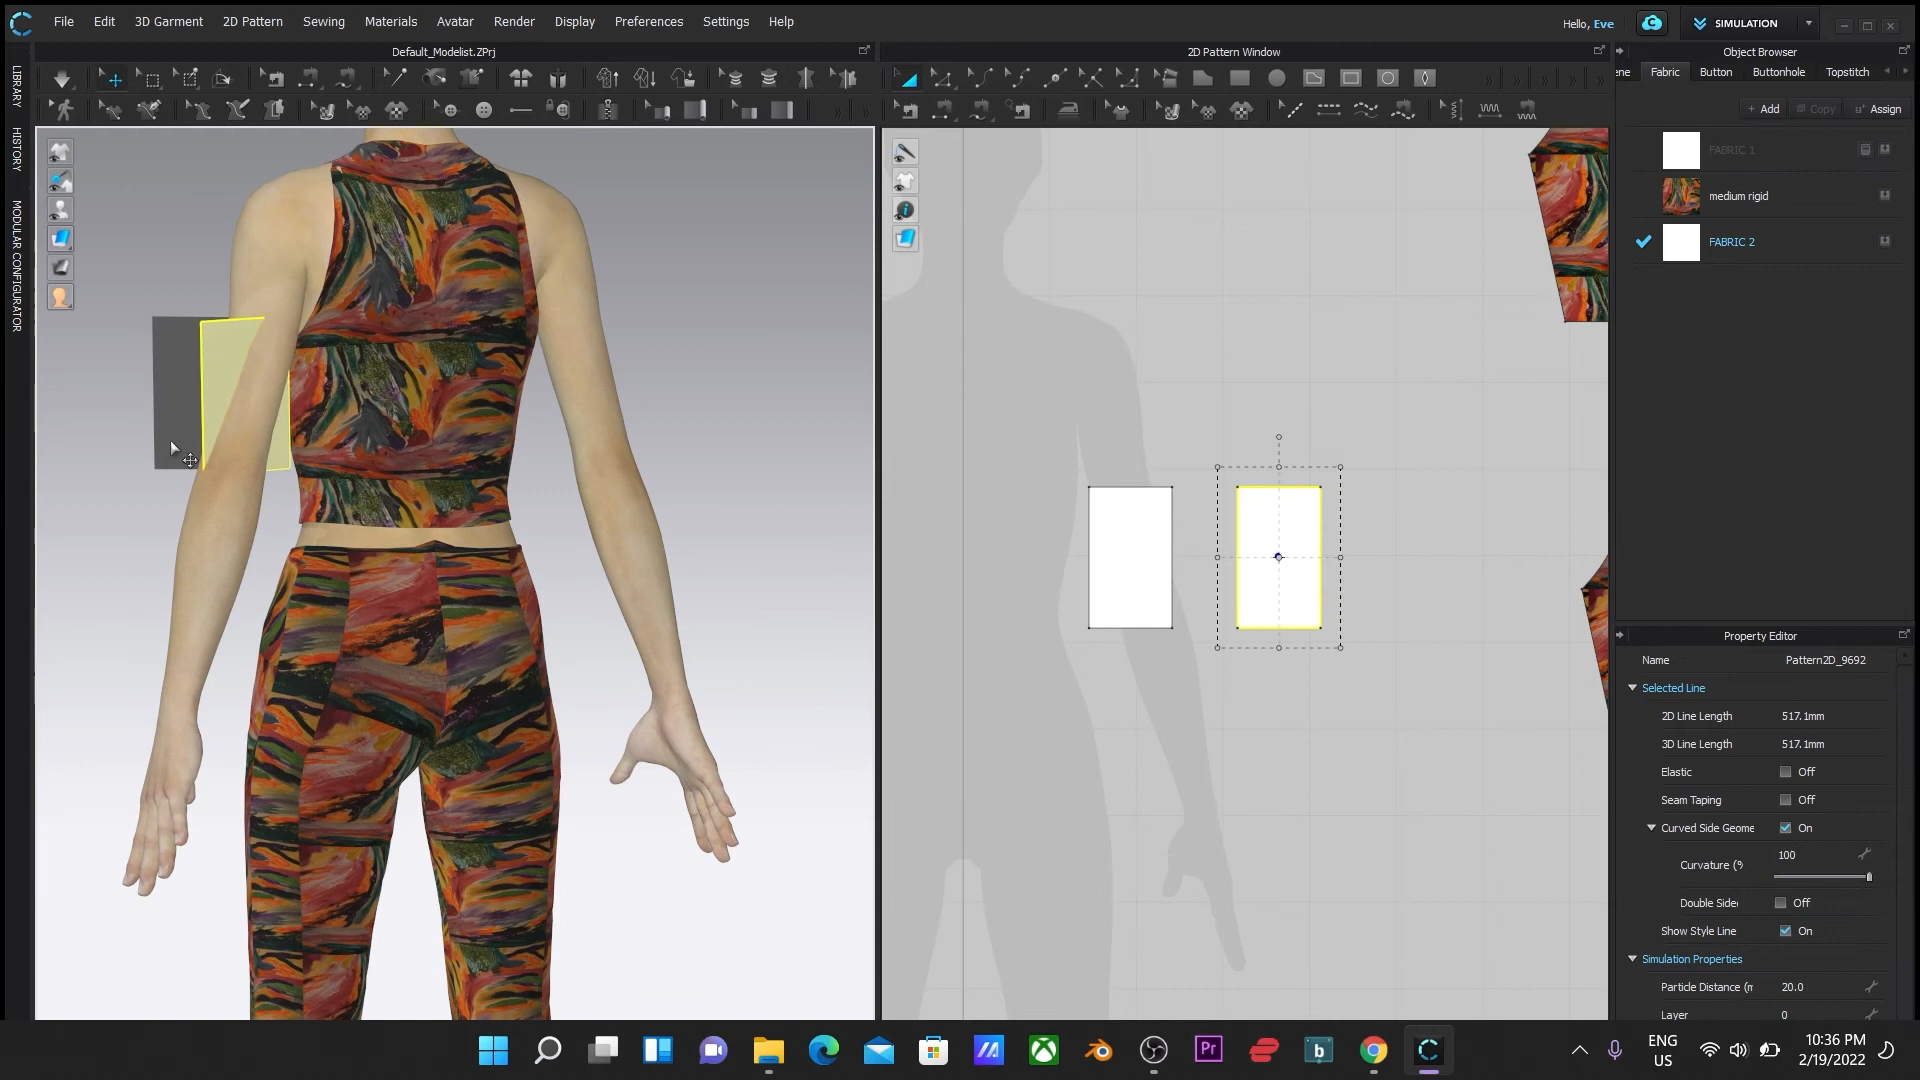 File Edit 3D Garment 2D Pattern Sewing Materials Avatar Render Display Preferences Settings Help
Hello, Eve
SIMULATION
Default_Modelist.ZPrj
2D Pattern Window
Object Browser
ene Fabric Button Buttonhole Topstitch
+ Add Copy Assign
FABRIC 1
medium rigid
FABRIC 2
LIBRARY
HISTORY
MODULAR CONFIGURATOR
Property Editor
Name Pattern2D_9692
Selected Line
2D Line Length 517.1mm
3D Line Length 517.1mm
Elastic Off
Seam Taping Off
Curved Side Geome On
Curvature (% 100
Double Side Off
Show Style Line On
Simulation Properties
Particle Distance (m 20.0
Layer 0
Pr
b
ENG
US
10:36 PM
2/19/2022